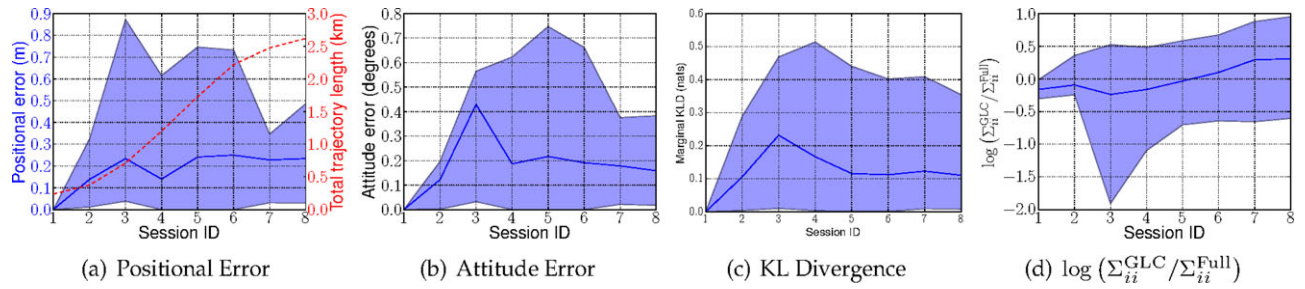 Positional error (m)
0.9
0.8
0.7
0.6
0.5
0.4
0.3
0.2
0.1
0.0
1 2 3 4 5 6 7 8
Session ID
3.0
2.5
2.0
1.5
1.0
0.5
0.0
Total trajectory length (km)
(a) Positional Error
Attitude error (degrees)
0.8
0.7
0.6
0.5
0.4
0.3
0.2
0.1
0.0
1 2 3 4 5 6 7 8
Session ID
(b) Attitude Error
Marginal KLD (nats)
0.6
0.5
0.4
0.3
0.2
0.1
0.0
1 2 3 4 5 6 7 8
Session ID
(c) KL Divergence
log (Σ_ii^GLC/Σ_ii^Full)
1.0
0.5
0.0
−0.5
−1.0
−1.5
−2.0
1 2 3 4 5 6 7 8
Session ID
(d) log (Σ_ii^GLC/Σ_ii^Full)